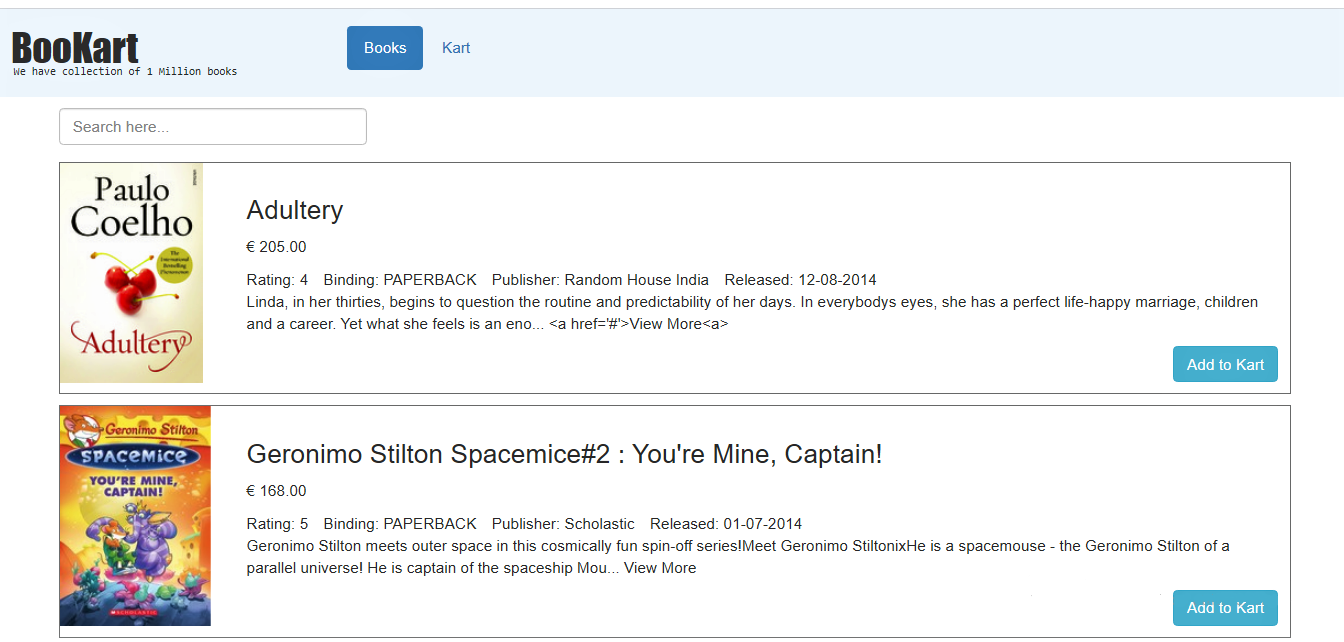 BooKart
We have collection of 1 Million books
Books
Kart
Search here...
Paulo
Coelho
The
International
Bestselling
Phenomenon
Adultery
Adultery
€ 205.00
Rating: 4 Binding: PAPERBACK Publisher: Random House India Released: 12-08-2014
Linda, in her thirties, begins to question the routine and predictability of her days. In everybodys eyes, she has a perfect life-happy marriage, children
and a career. Yet what she feels is an eno... <a href='#'>View More<a>
Add to Kart
Geronimo Stilton
SPACEMICE
YOU'RE MINE,
CAPTAIN!
SCHOLASTIC
Geronimo Stilton Spacemice#2 : You're Mine, Captain!
€ 168.00
Rating: 5 Binding: PAPERBACK Publisher: Scholastic Released: 01-07-2014
Geronimo Stilton meets outer space in this cosmically fun spin-off series!Meet Geronimo StiltonixHe is a spacemouse - the Geronimo Stilton of a
parallel universe! He is captain of the spaceship Mou... View More
Add to Kart